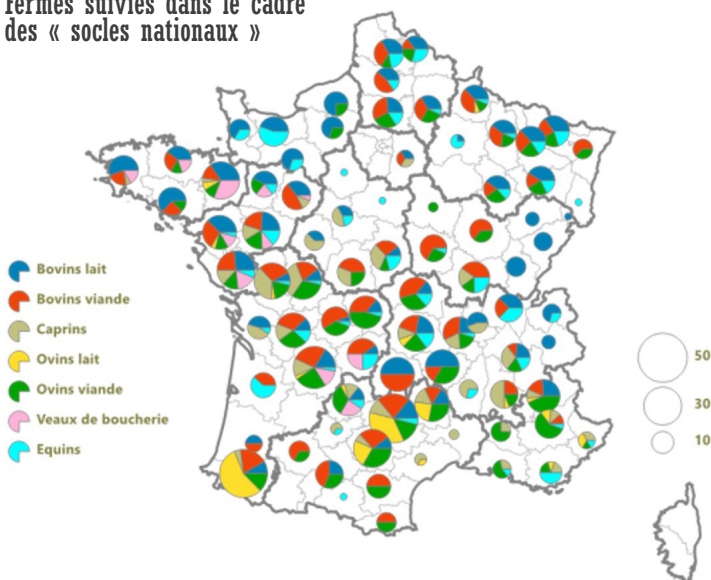 Fermes suivies dans le cadre
des « socles nationaux »
Bovins lait
Bovins viande
Caprins
Ovins lait
Ovins viande
Veaux de boucherie
Equins
50
30
10